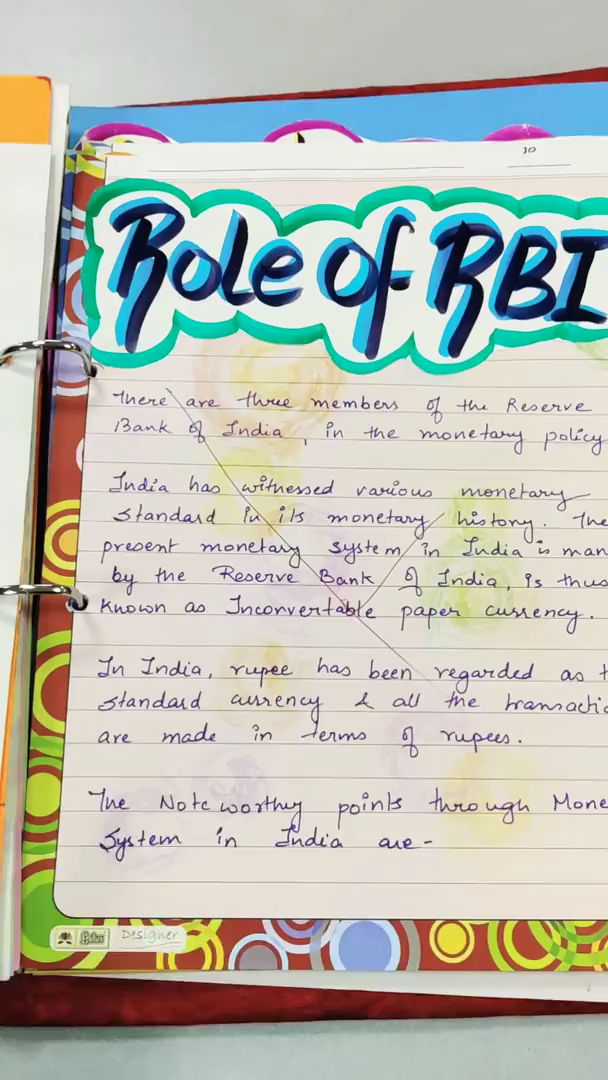 10
Role of RBI
There are three members of the Reserve
Bank of India, in the monetary policy
India has witnessed various monetary
standard in its monetary history. The
present monetary system in India is man
by the Reserve Bank of India, is thus
known as Inconvertable paper currency.
In India, rupee has been regarded as t
standard currency & all the transactio
are made in terms of rupees.
The Noteworthy points through Mone
System in India are-
Designer